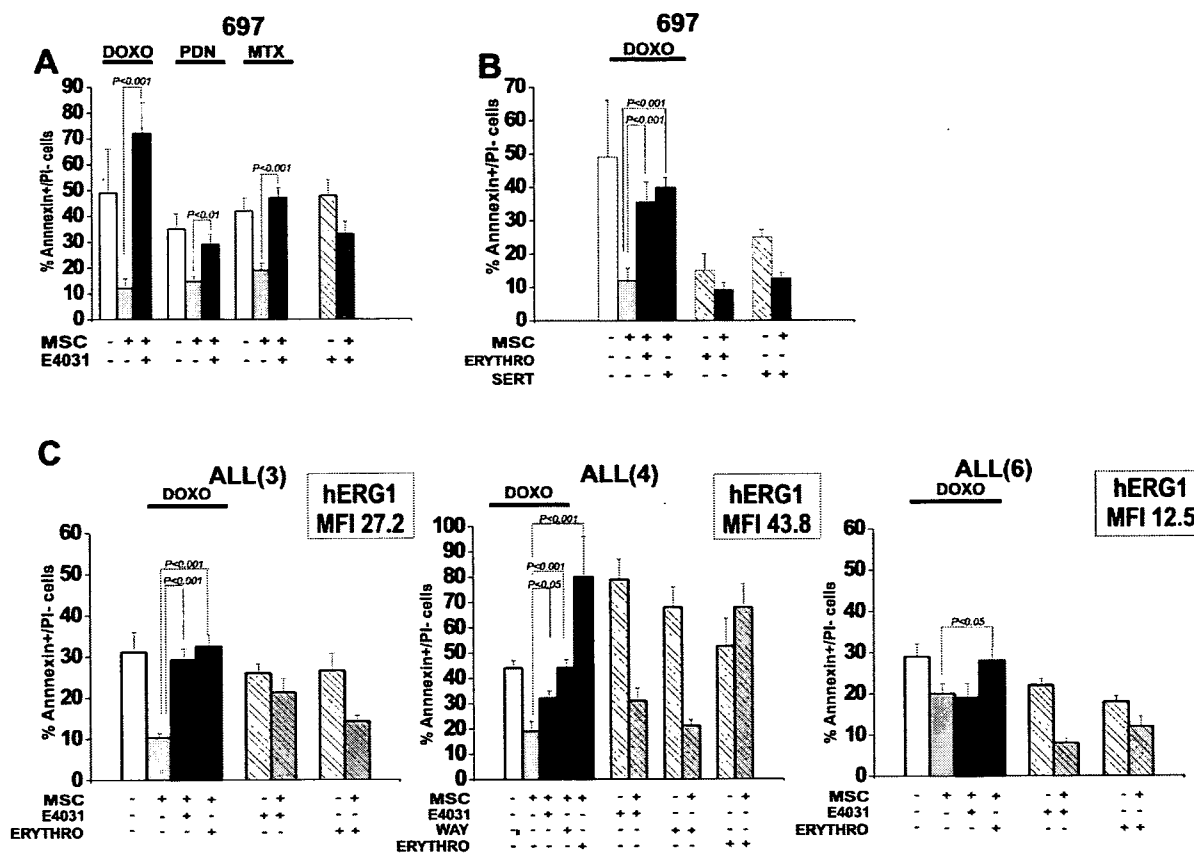 697
A
DOXO PDN MTX
90
80
70
60
50
40
30
20
10
0
% Annnexin+/PI- cells
P<0.001
P<0.01
P<0.001
MSC - + + - + + - + + - +
E4031 - - + - - + - - + + +
697
B
DOXO
70
60
50
40
30
20
10
0
% Annnexin+/PI- cells
P<0.001
P<0.001
MSC - + + + - + - +
ERYTHRO - - + - + + - -
SERT - - - + - - + +
C
ALL(3)
DOXO
hERG1
MFI 27.2
60
50
40
30
20
10
0
% Annnexin+/PI- cells
P<0.001
P<0.001
MSC - + + + - + - +
E4031 - - + - + +
ERYTHRO - - - + + +
ALL(4)
DOXO
hERG1
MFI 43.8
100
90
80
70
60
50
40
30
20
10
0
% Annnexin+/PI- cells
P<0.001
P<0.001
P<0.05
MSC - + + + + - + - + - +
E4031 - - + - - + +
WAY - - - + - + +
ERYTHRO - - - - + + +
ALL(6)
DOXO
hERG1
MFI 12.5
60
50
40
30
20
10
0
% Annnexin+/PI- cells
P<0.05
MSC - + + + - + - +
E4031 - - + - + +
ERYTHRO - - - + + +